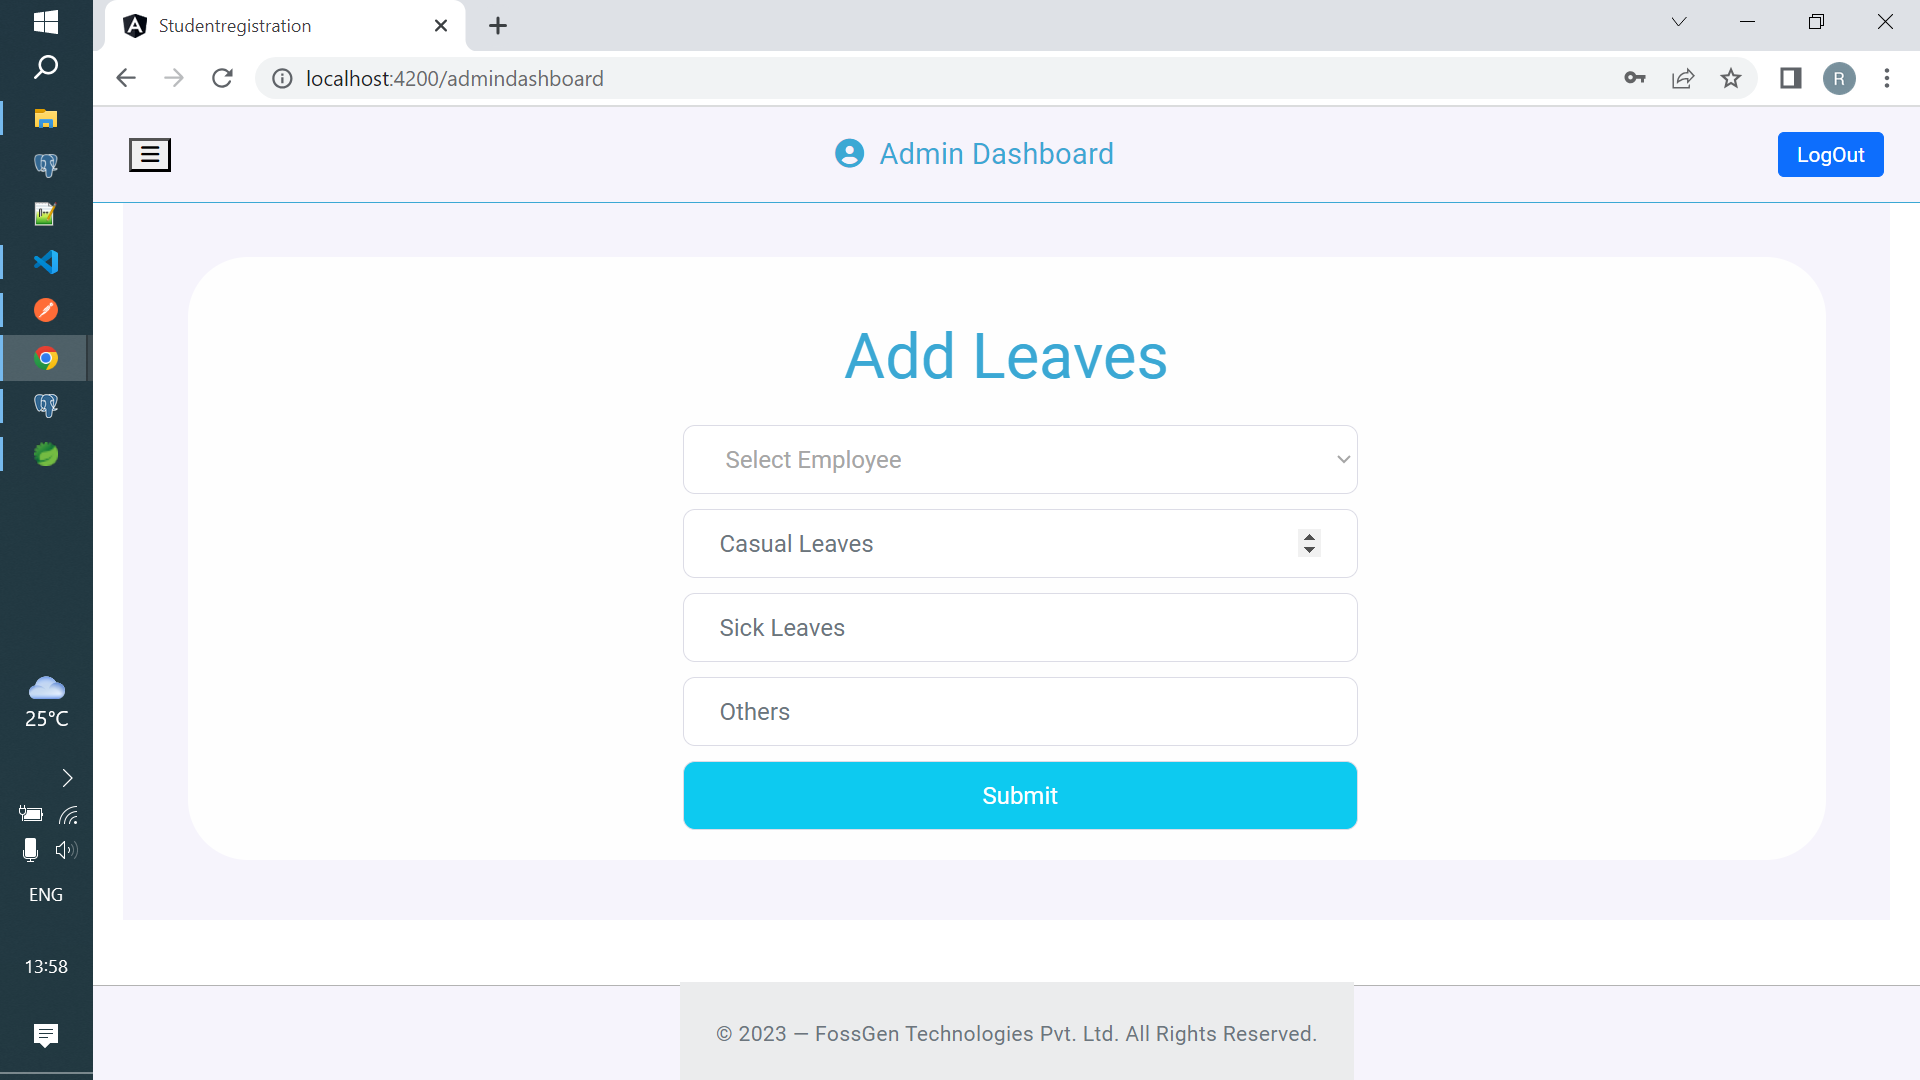 Studentregistration
localhost:4200/admindashboard
R
Admin Dashboard
LogOut
Add Leaves
Select Employee
Casual Leaves
Sick Leaves
Others
Submit
© 2023 — FossGen Technologies Pvt. Ltd. All Rights Reserved.
25°C
ENG
13:58